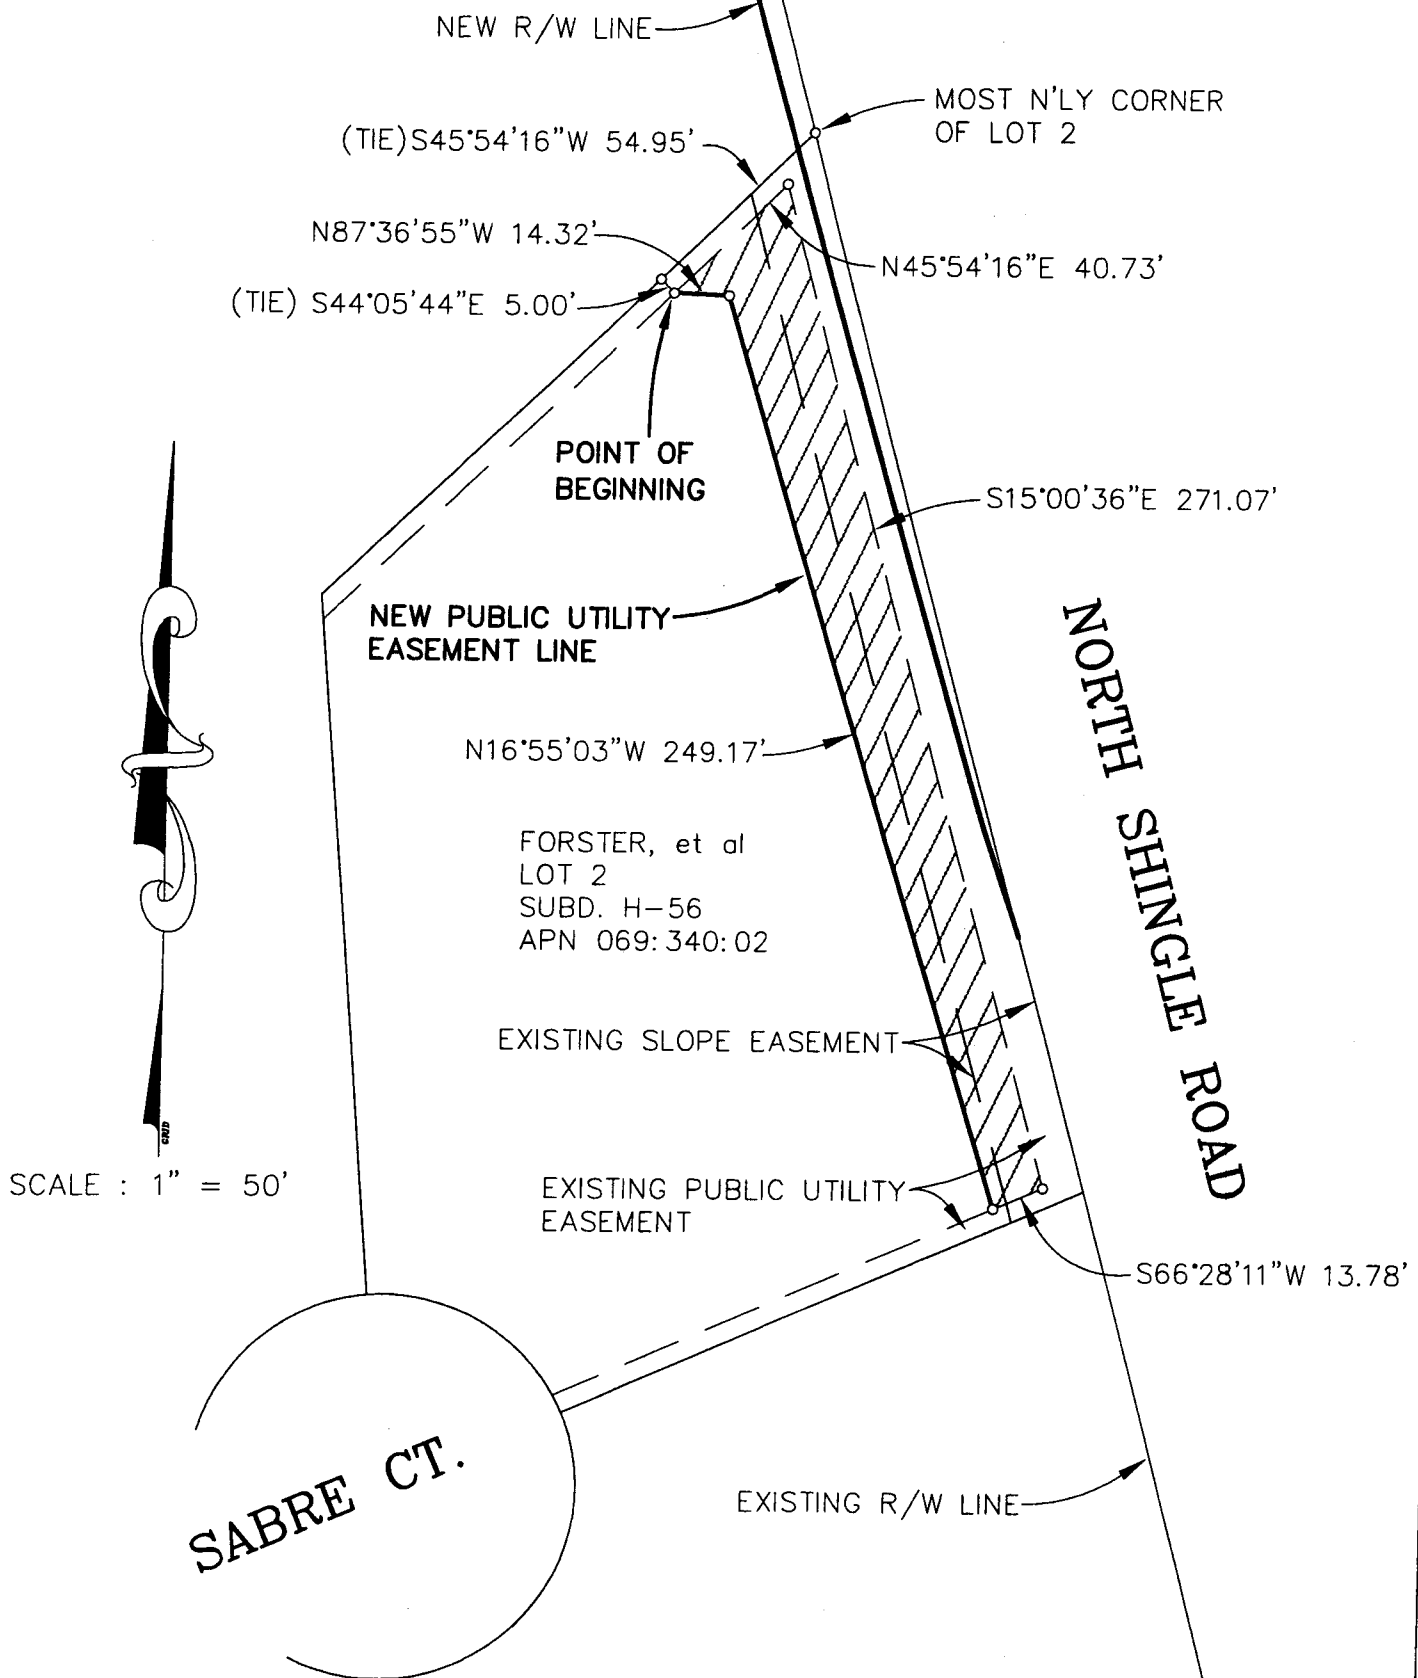 NEW R/W LINE
MOST N'LY CORNER
OF LOT 2
(TIE)S45°54'16"W 54.95'
N87°36'55"W 14.32'
N45°54'16"E 40.73'
(TIE) S44°05'44"E 5.00'
POINT OF
BEGINNING
S15°00'36"E 271.07'
NEW PUBLIC UTILITY
EASEMENT LINE
NORTH SHINGLE ROAD
N16°55'03"W 249.17'
FORSTER, et al
LOT 2
SUBD. H-56
APN 069:340:02
EXISTING SLOPE EASEMENT
GRID
SCALE : 1" = 50'
EXISTING PUBLIC UTILITY
EASEMENT
S66°28'11"W 13.78'
SABRE CT.
EXISTING R/W LINE